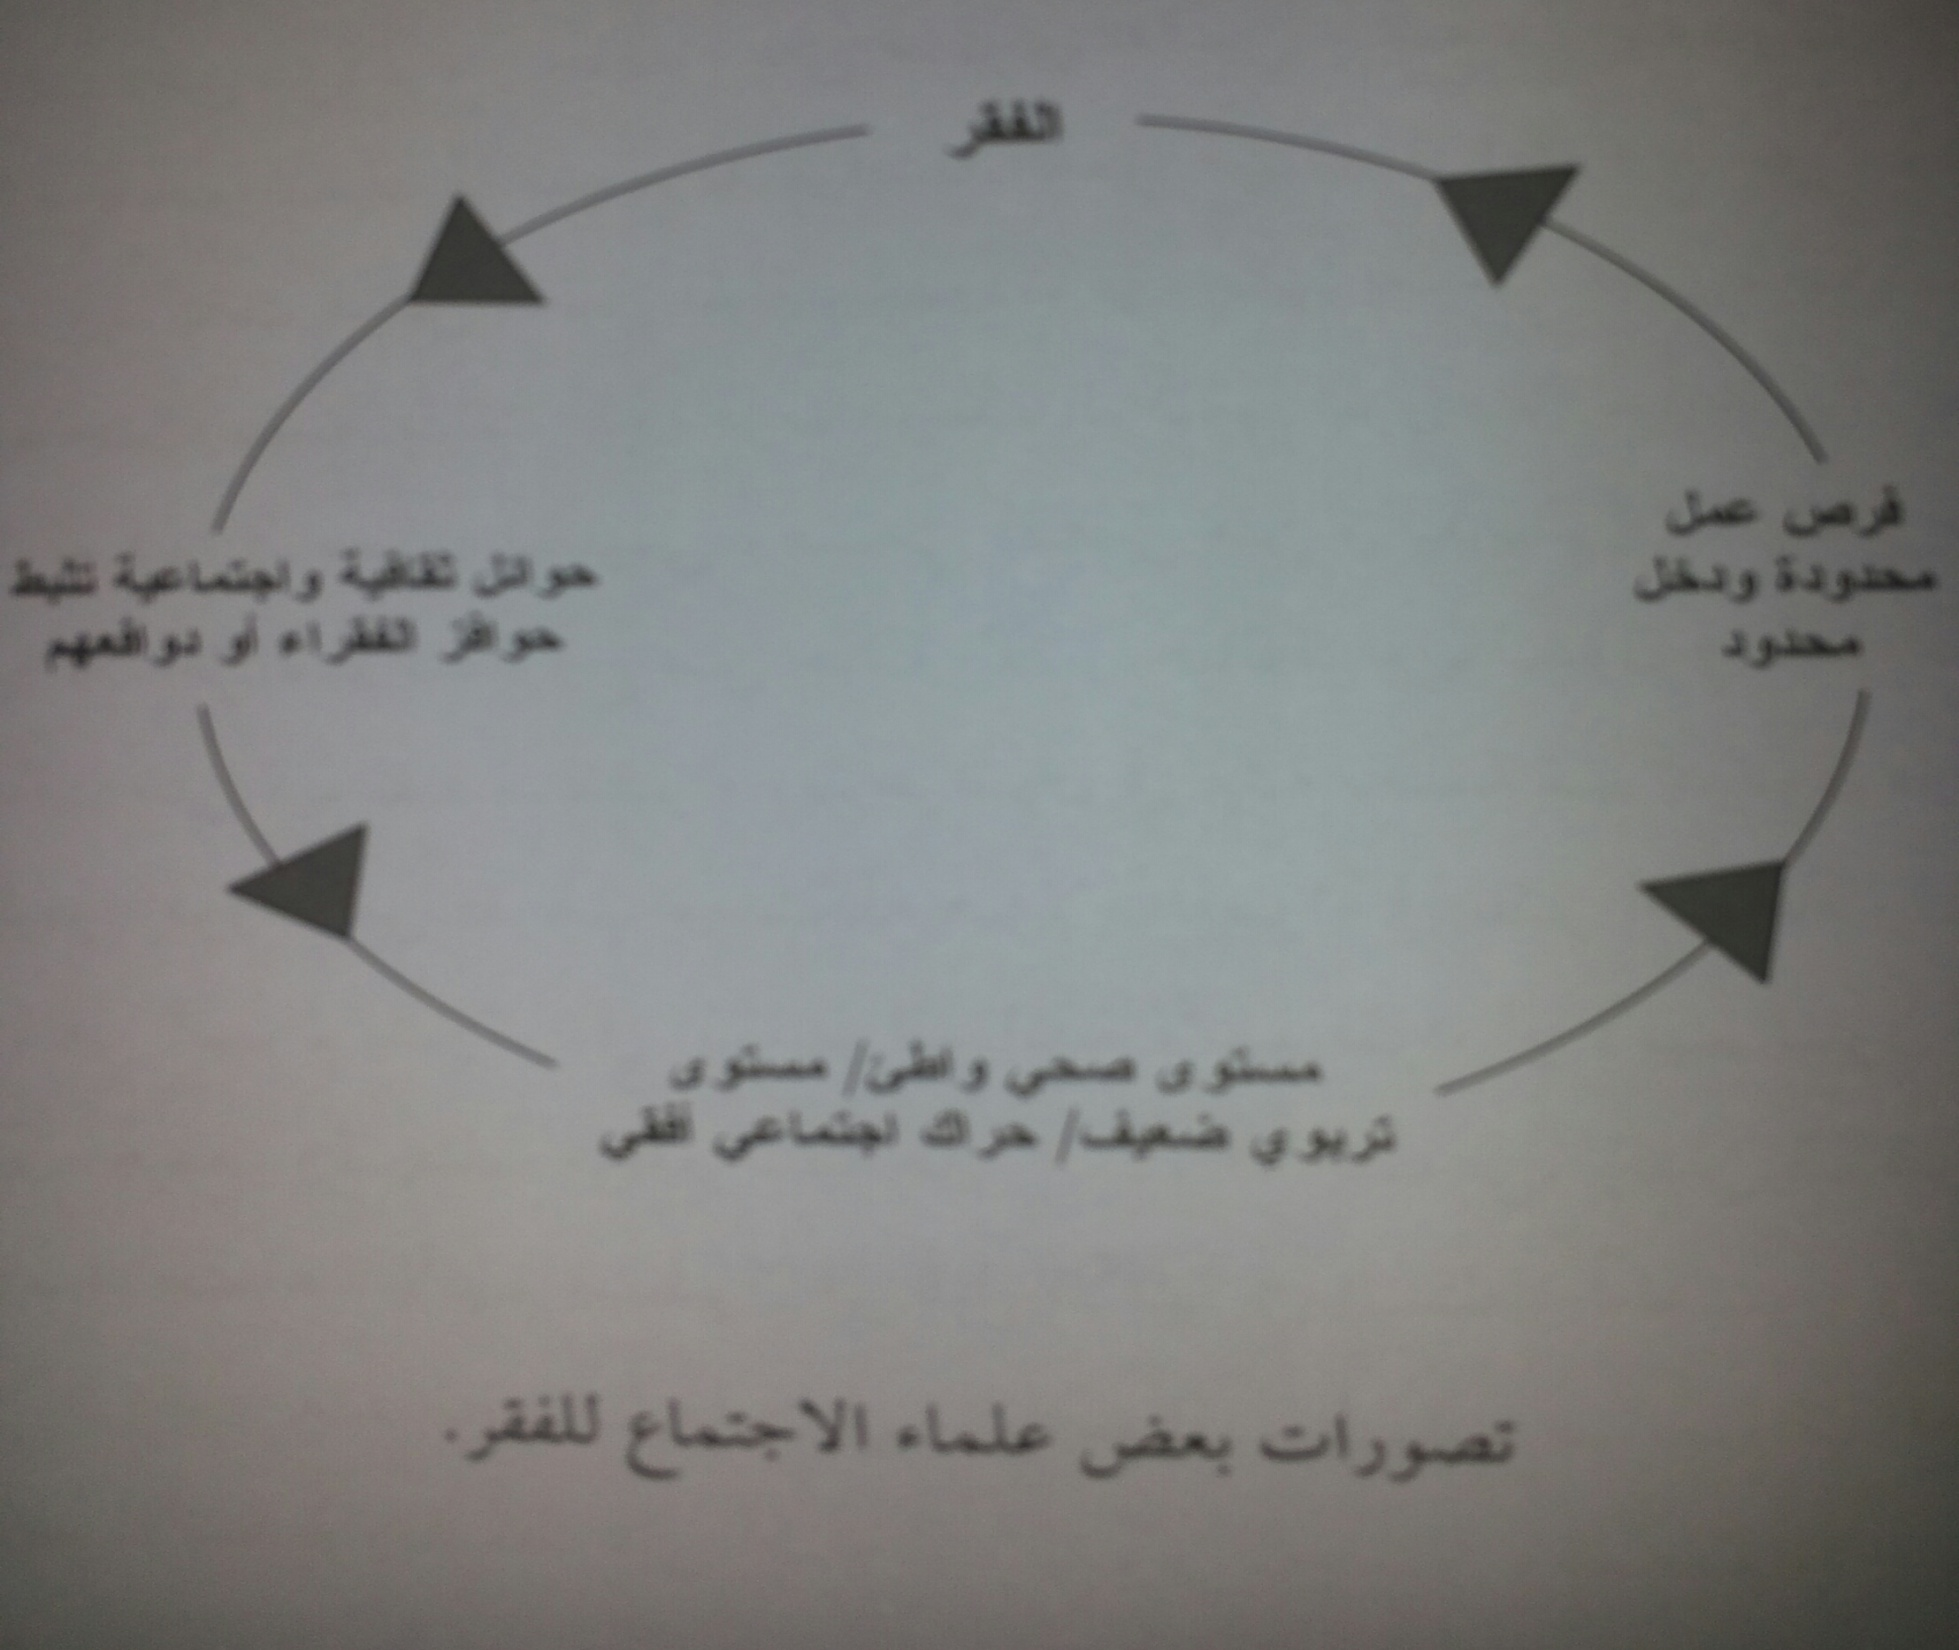 الفقر
فرص عمل
محدودة ودخل
محدود
حوائل ثقافية واجتماعية تثبط
حوافز الفقراء أو دوافعهم
مستوى صحي واطئ/ مستوى
تربوي ضعيف/ حراك اجتماعي أفقي
تصورات بعض علماء الاجتماع للفقر.